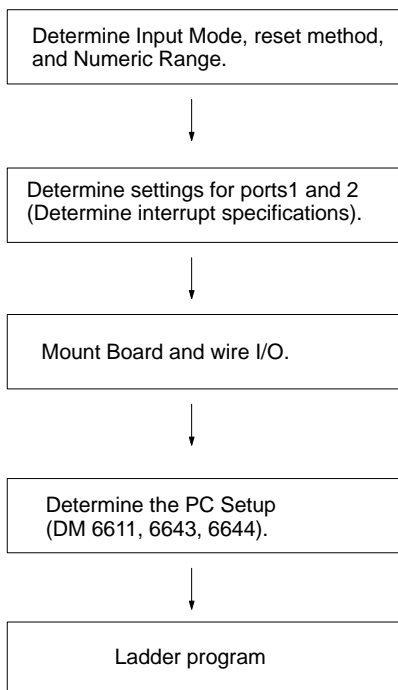 Determine Input Mode, reset method,
and Numeric Range.
Determine settings for ports1 and 2
(Determine interrupt specifications).
Mount Board and wire I/O.
Determine the PC Setup
(DM 6611, 6643, 6644).
Ladder program